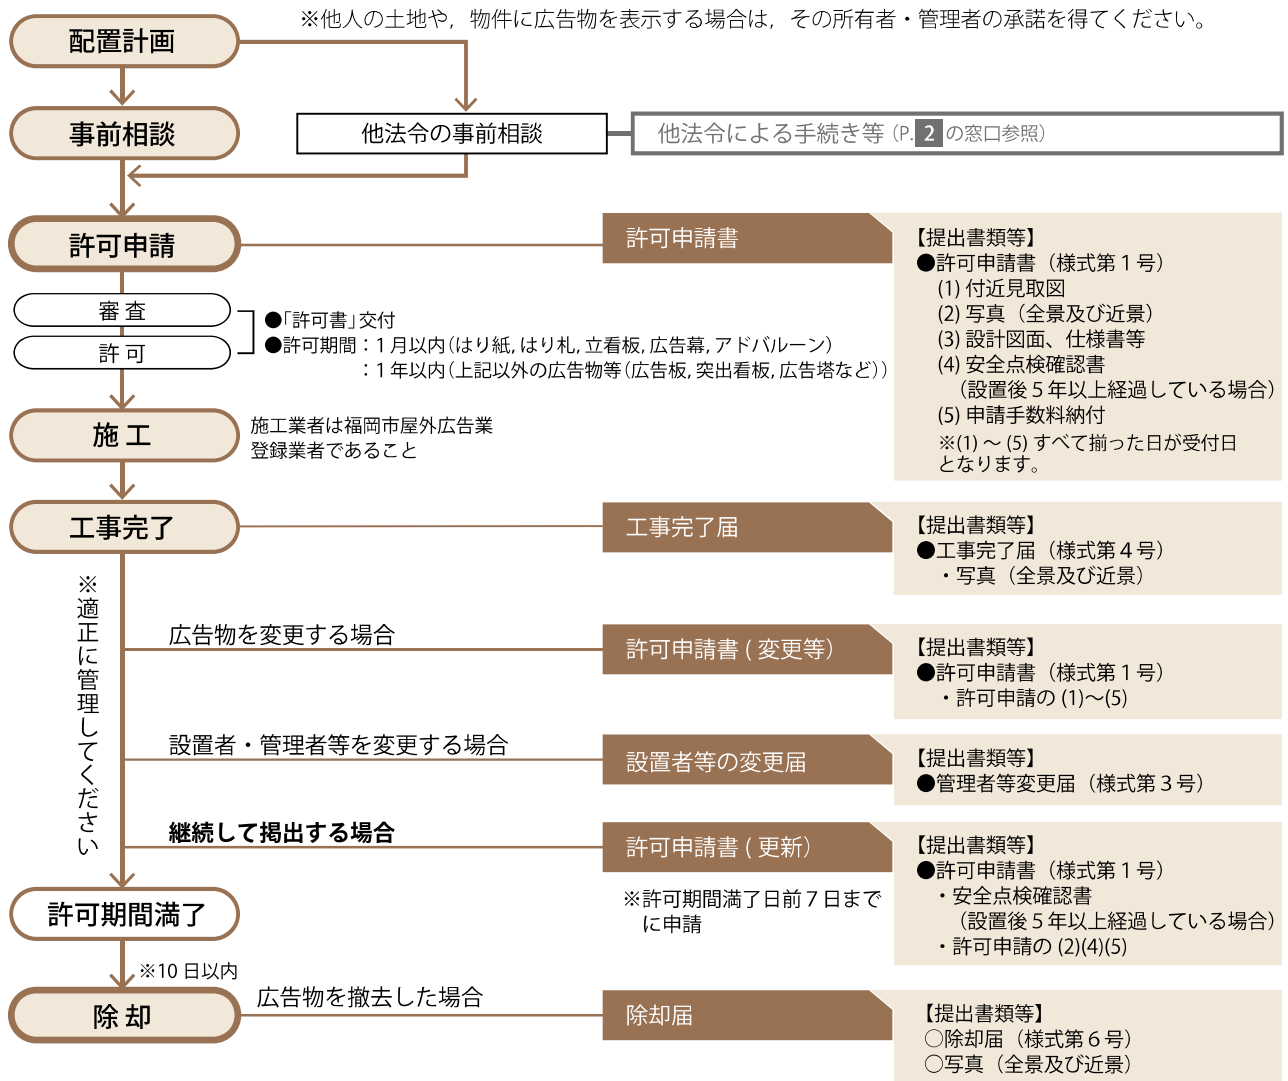 ※他人の土地や，物件に広告物を表示する場合は，その所有者・管理者の承諾を得てください。
配置計画
事前相談
他法令の事前相談
他法令による手続き等（P. 2 の窓口参照）
許可申請
許可申請書
【提出書類等】
●許可申請書（様式第１号）
(1) 付近見取図
(2) 写真（全景及び近景）
(3) 設計図面、仕様書等
(4) 安全点検確認書
（設置後５年以上経過している場合）
(5) 申請手数料納付
※(1) ～ (5) すべて揃った日が受付日
となります。
審 査
許 可
●「許可書」交付
●許可期間：１月以内（はり紙，はり札，立看板，広告幕，アドバルーン）
：１年以内（上記以外の広告物等（広告板，突出看板，広告塔など））
施 工
施工業者は福岡市屋外広告業
登録業者であること
工事完了
工事完了届
【提出書類等】
●工事完了届（様式第４号）
・写真（全景及び近景）
※適正に管理してください
広告物を変更する場合
許可申請書 ( 変更等）
【提出書類等】
●許可申請書（様式第１号）
・許可申請の (1)～(5)
設置者・管理者等を変更する場合
設置者等の変更届
【提出書類等】
●管理者等変更届（様式第３号）
継続して掲出する場合
許可申請書 ( 更新）
※許可期間満了日前７日まで
に申請
【提出書類等】
●許可申請書（様式第１号）
・安全点検確認書
（設置後５年以上経過している場合）
・許可申請の (2)(4)(5)
許可期間満了
※10 日以内
除 却
広告物を撤去した場合
除却届
【提出書類等】
○除却届（様式第６号）
○写真（全景及び近景）